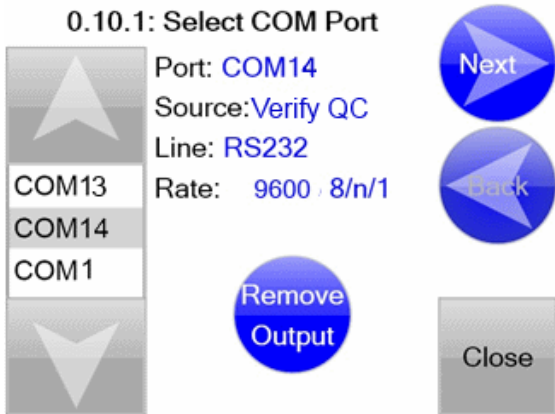 0.10.1: Select COM Port
Port: COM14
Source:Verify QC
Line: RS232
Rate: 9600 8/n/1
COM13
COM14
COM1
Next
Back
Remove
Output
Close